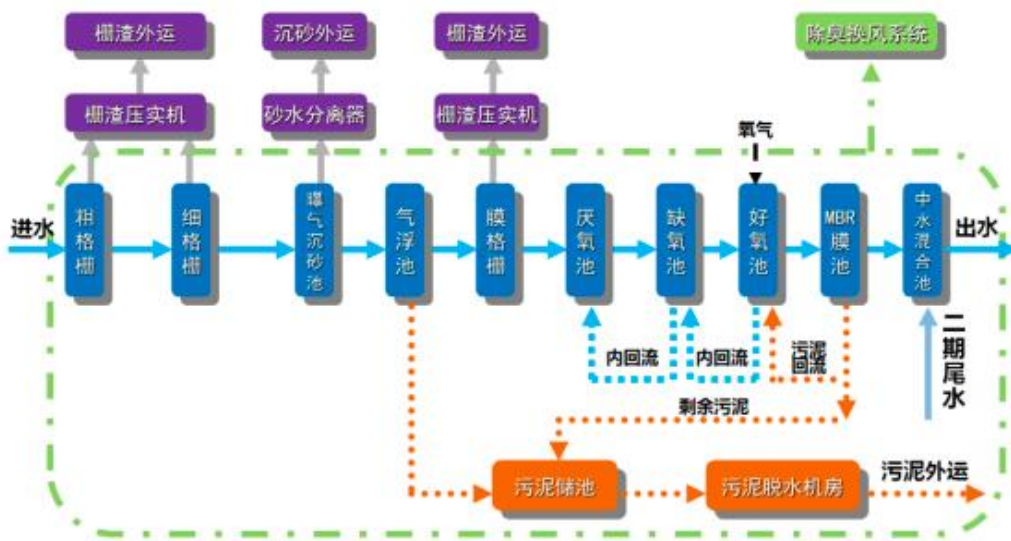 栅渣外运
沉砂外运
栅渣外运
除臭换风系统
栅渣压实机
砂水分离器
栅渣压实机
氧气
进水
粗格栅
细格栅
曝气沉砂池
气浮池
膜格栅
厌氧池
缺氧池
好氧池
MBR膜池
中水混合池
出水
内回流
内回流
污泥
回流
二期尾水
剩余污泥
污泥储池
污泥脱水机房
污泥外运